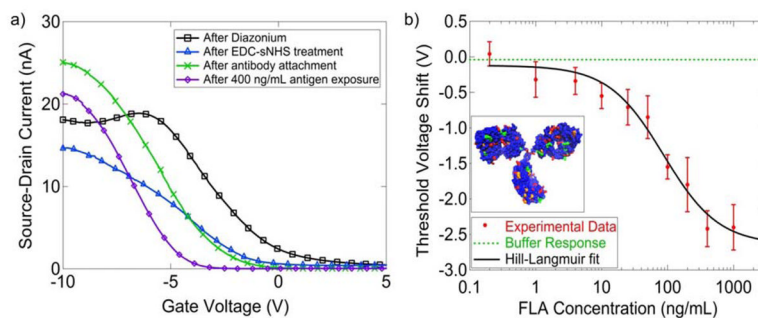 a)
Source-Drain Current (nA)
30
20
10
0
-10
-5
0
5
Gate Voltage (V)
After Diazonium
After EDC-sNHS treatment
After antibody attachment
After 400 ng/mL antigen exposure
b)
Threshold Voltage Shift (V)
0.5
0.0
-0.5
-1.0
-1.5
-2.0
-2.5
-3.0
0.1
1
10
100
1000
FLA Concentration (ng/mL)
Experimental Data
Buffer Response
Hill-Langmuir fit